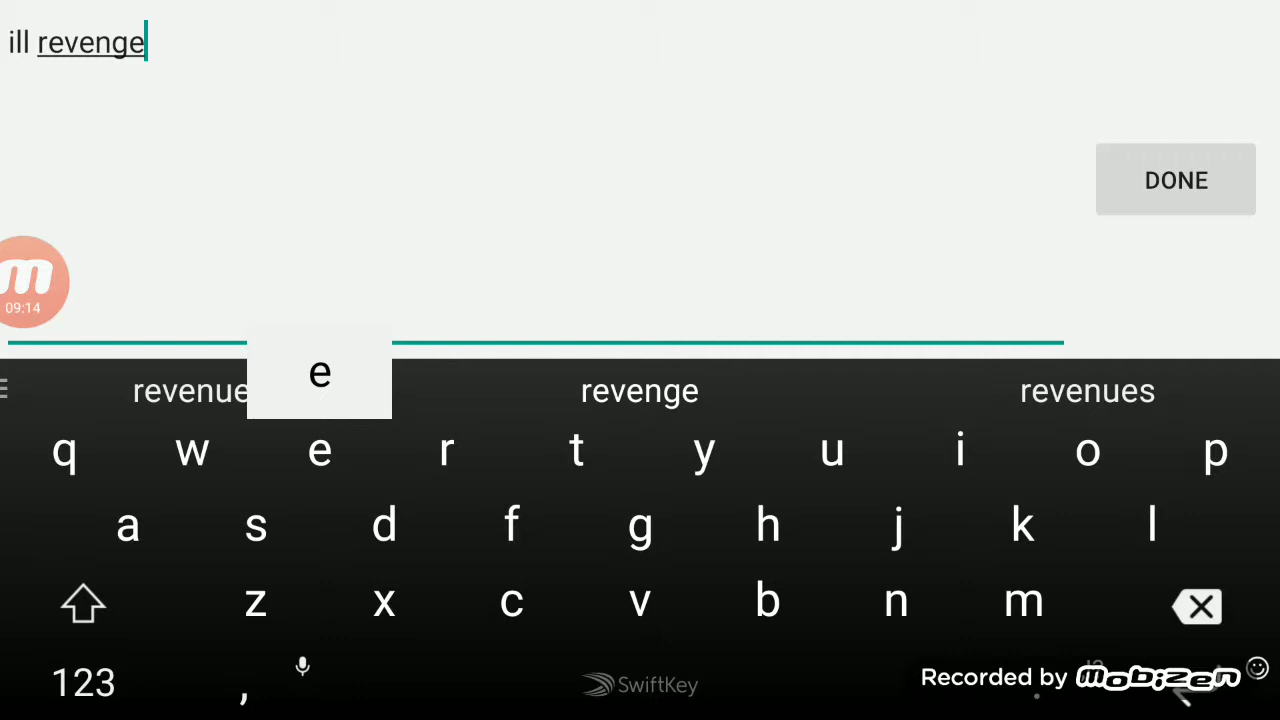 ill revenge
DONE
m
09:14
e
revenue revenge revenues
q w e r t y u i o p
a s d f g h j k l
z x c v b n m
123 , SwiftKey .
Recorded by mobizen